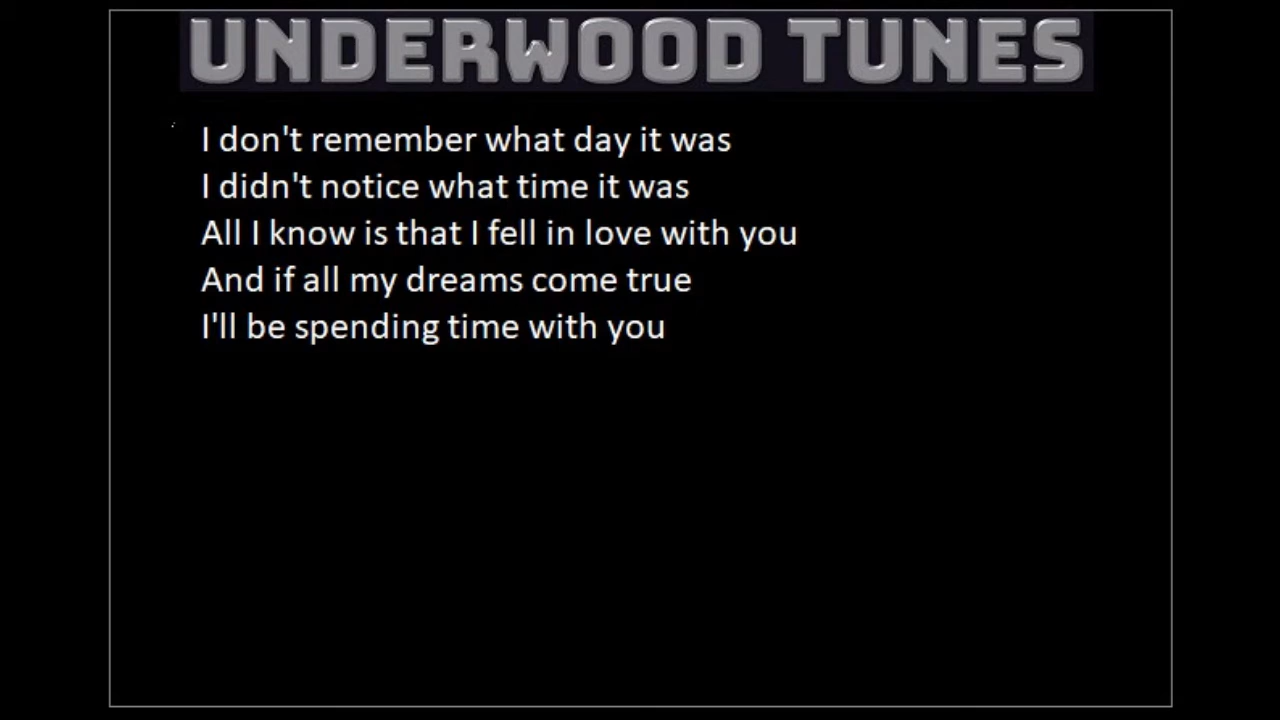 UNDERWOOD TUNES
I don't remember what day it was
I didn't notice what time it was
All I know is that I fell in love with you
And if all my dreams come true
I'll be spending time with you